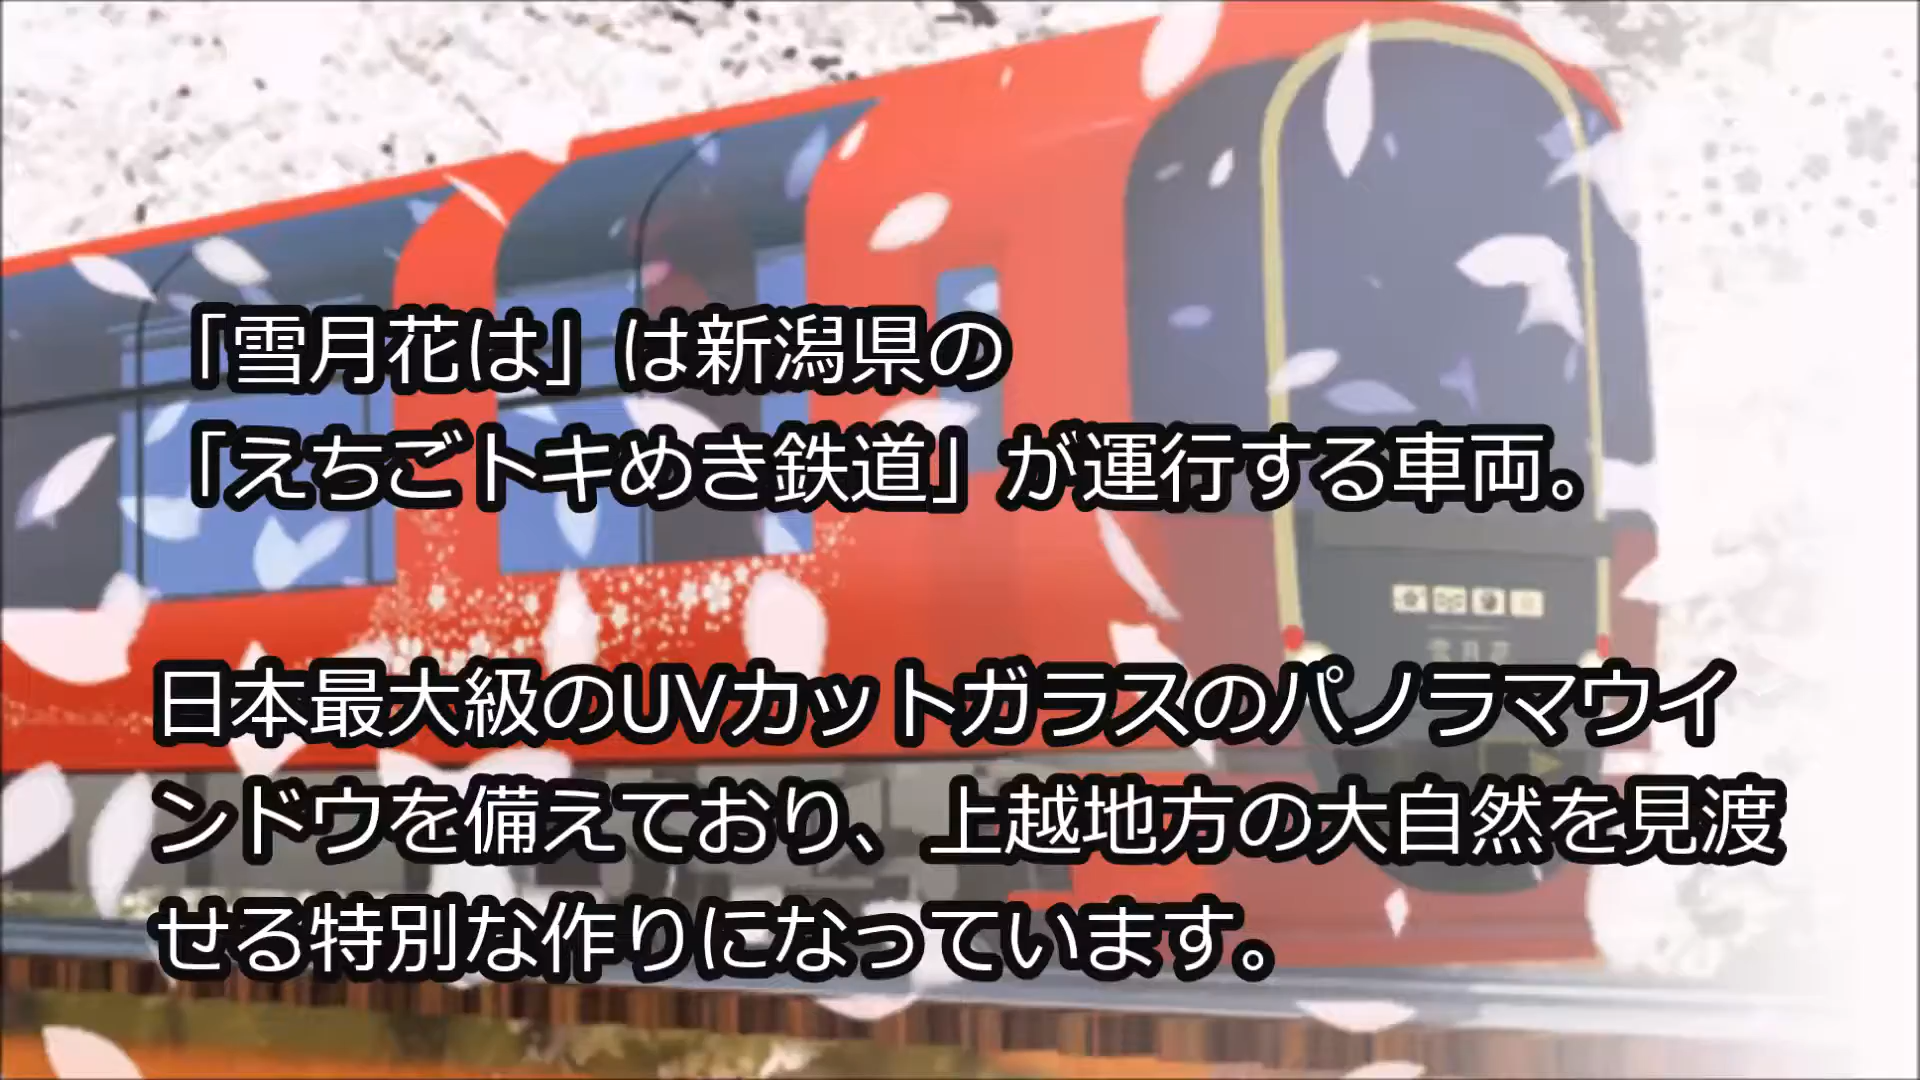 「雪月花は」は新潟県の
「えちごトキめき鉄道」が運行する車両。
日本最大級のUVカットガラスのパノラマウイ
ンドウを備えており、上越地方の大自然を見渡
せる特別な作りになっています。
雪月花